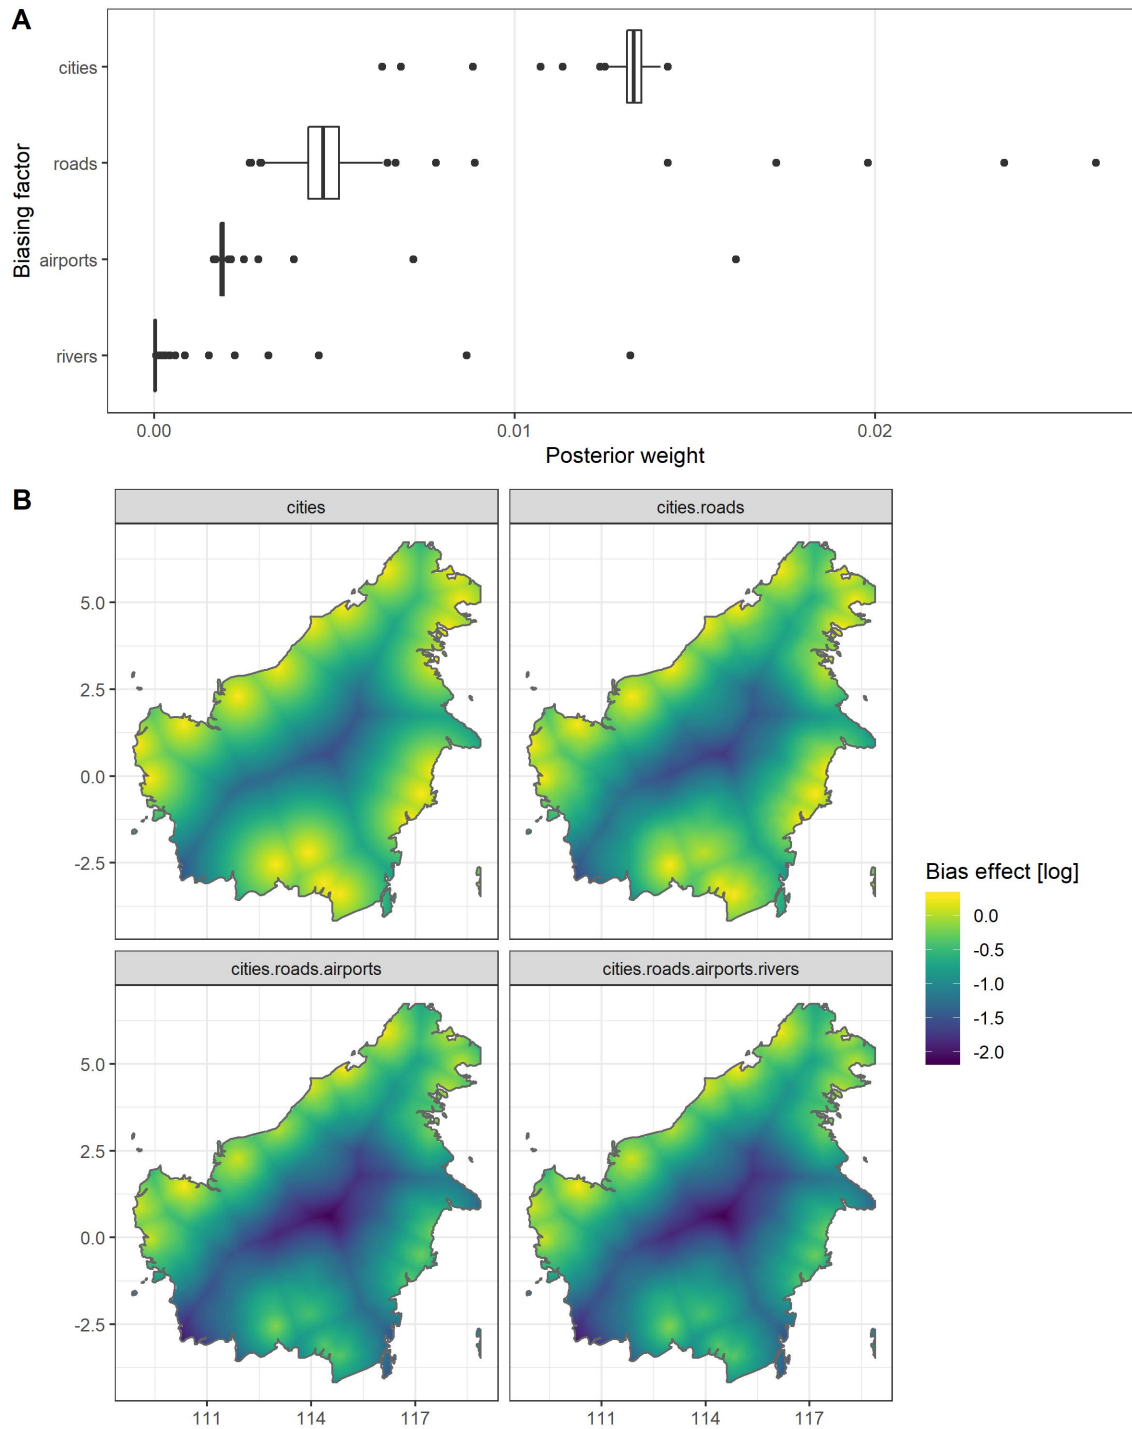 A
cities
roads
airports
rivers
Biasing factor
0.00 0.01 0.02
Posterior weight
B
cities cities.roads
5.0
2.5
0.0
-2.5
cities.roads.airports cities.roads.airports.rivers
5.0
2.5
0.0
-2.5
111 114 117 111 114 117
Bias effect [log]
0.0
-0.5
-1.0
-1.5
-2.0